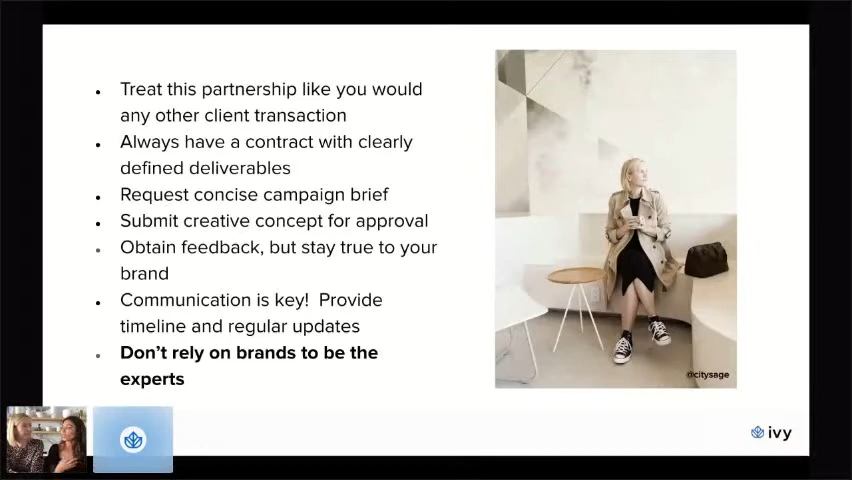 Treat this partnership like you would
any other client transaction
Always have a contract with clearly
defined deliverables
Request concise campaign brief
Submit creative concept for approval
Obtain feedback, but stay true to your
brand
Communication is key!  Provide
timeline and regular updates
Don’t rely on brands to be the
experts
@citysage
ivy